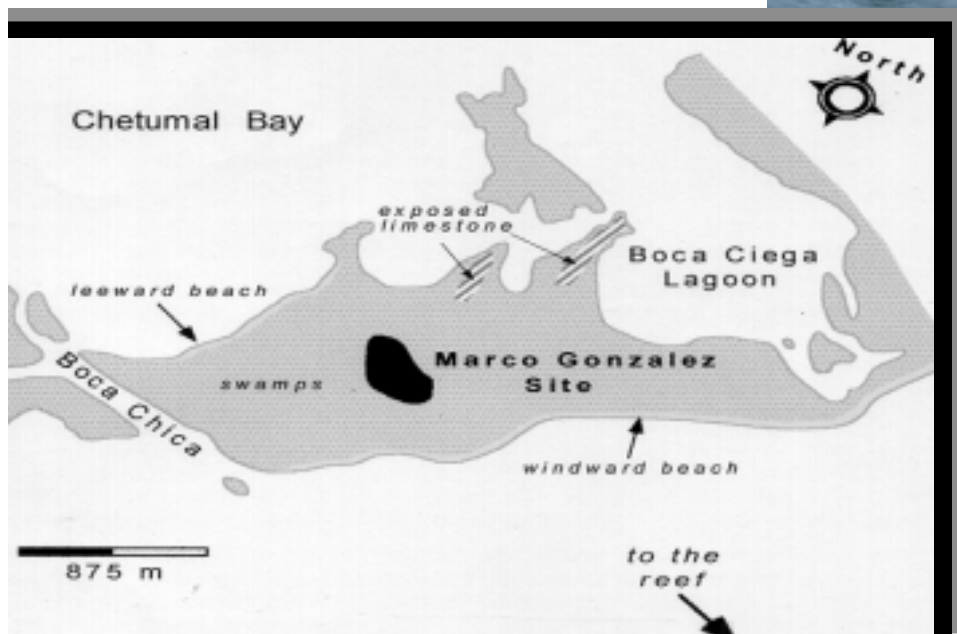 North
Chetumal Bay
exposed
limestone
Boca Ciega
Lagoon
leeward beach
Boca Chica
swamps
Marco Gonzalez
Site
windward beach
875 m
to the
reef